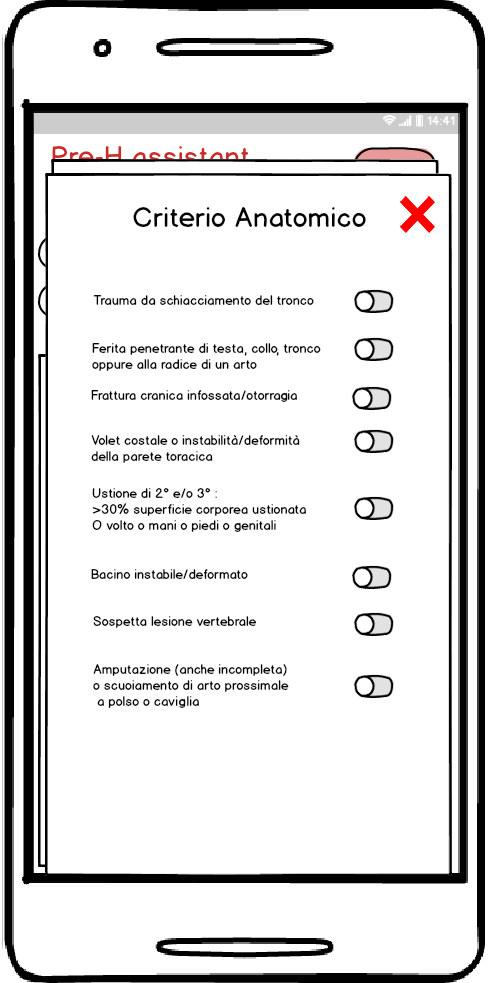 14:41
Pre-H assistant
Criterio Anatomico
Trauma da schiacciamento del tronco
Ferita penetrante di testa, collo, tronco
oppure alla radice di un arto
Frattura cranica infossata/otorragia
Volet costale o instabilità/deformità
della parete toracica
Ustione di 2° e/o 3° :
>30% superficie corporea ustionata
O volto o mani o piedi o genitali
Bacino instabile/deformato
Sospetta lesione vertebrale
Amputazione (anche incompleta)
o scuoiamento di arto prossimale
a polso o caviglia